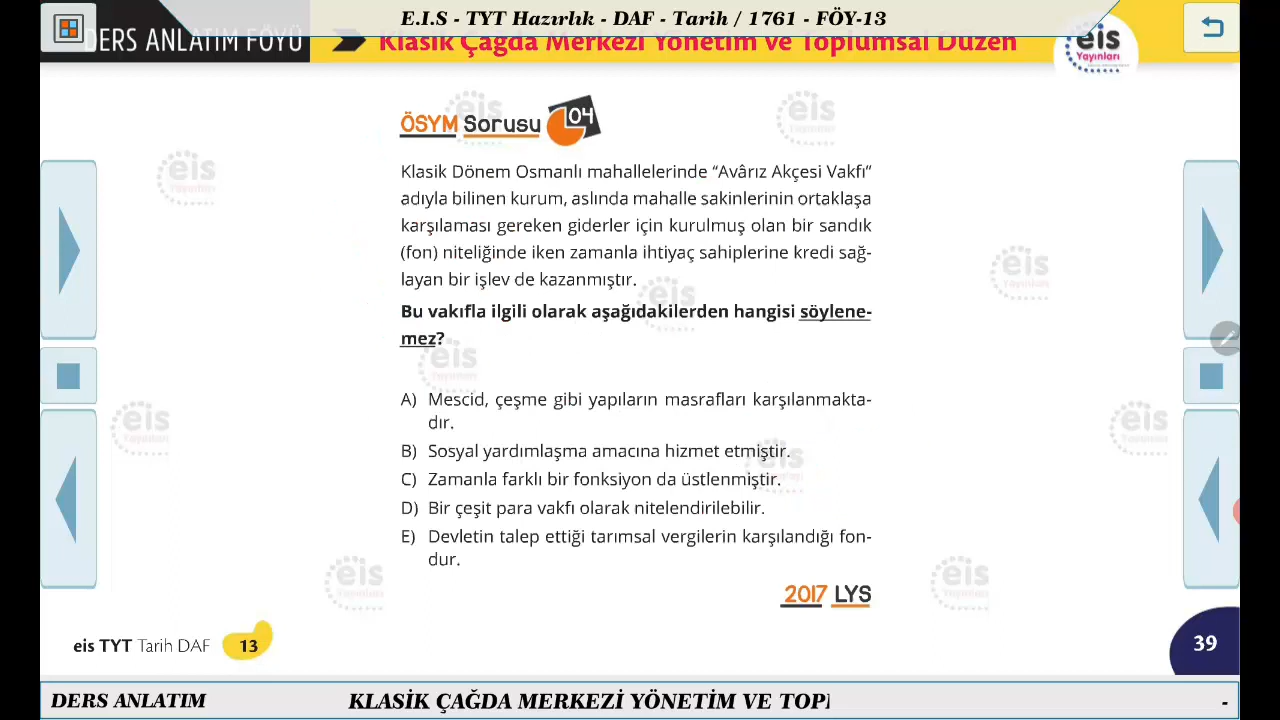 E.I.S - TYT Hazırlık - DAF - Tarih / 1761 - FÖY-13
DERS ANLATIM FÖYÜ
Klasik Çağda Merkezî Yönetim ve Toplumsal Düzen
eis
Yayınları
ÖSYM Sorusu 04
Klasik Dönem Osmanlı mahallelerinde “Avârız Akçesi Vakfı”
adıyla bilinen kurum, aslında mahalle sakinlerinin ortaklaşa
karşılaması gereken giderler için kurulmuş olan bir sandık
(fon) niteliğinde iken zamanla ihtiyaç sahiplerine kredi sağ-
layan bir işlev de kazanmıştır.
Bu vakıfla ilgili olarak aşağıdakilerden hangisi söylene-
mez?
A) Mescid, çeşme gibi yapıların masrafları karşılanmakta-
dır.
B) Sosyal yardımlaşma amacına hizmet etmiştir.
C) Zamanla farklı bir fonksiyon da üstlenmiştir.
D) Bir çeşit para vakfı olarak nitelendirilebilir.
E) Devletin talep ettiği tarımsal vergilerin karşılandığı fon-
dur.
2017 LYS
eis TYT Tarih DAF 13
39
DERS ANLATIM
KLASİK ÇAĞDA MERKEZİ YÖNETİM VE TOPL
-